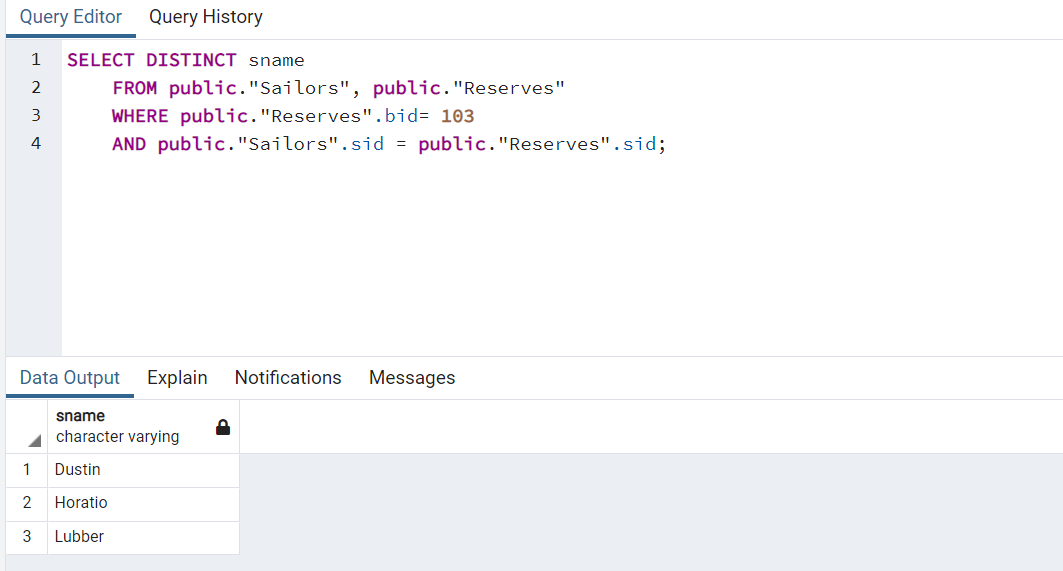 Query Editor Query History
1 SELECT DISTINCT sname
2 FROM public."Sailors", public."Reserves"
3 WHERE public."Reserves".bid= 103
4 AND public."Sailors".sid = public."Reserves".sid;
Data Output Explain Notifications Messages
sname
character varying
1 Dustin
2 Horatio
3 Lubber